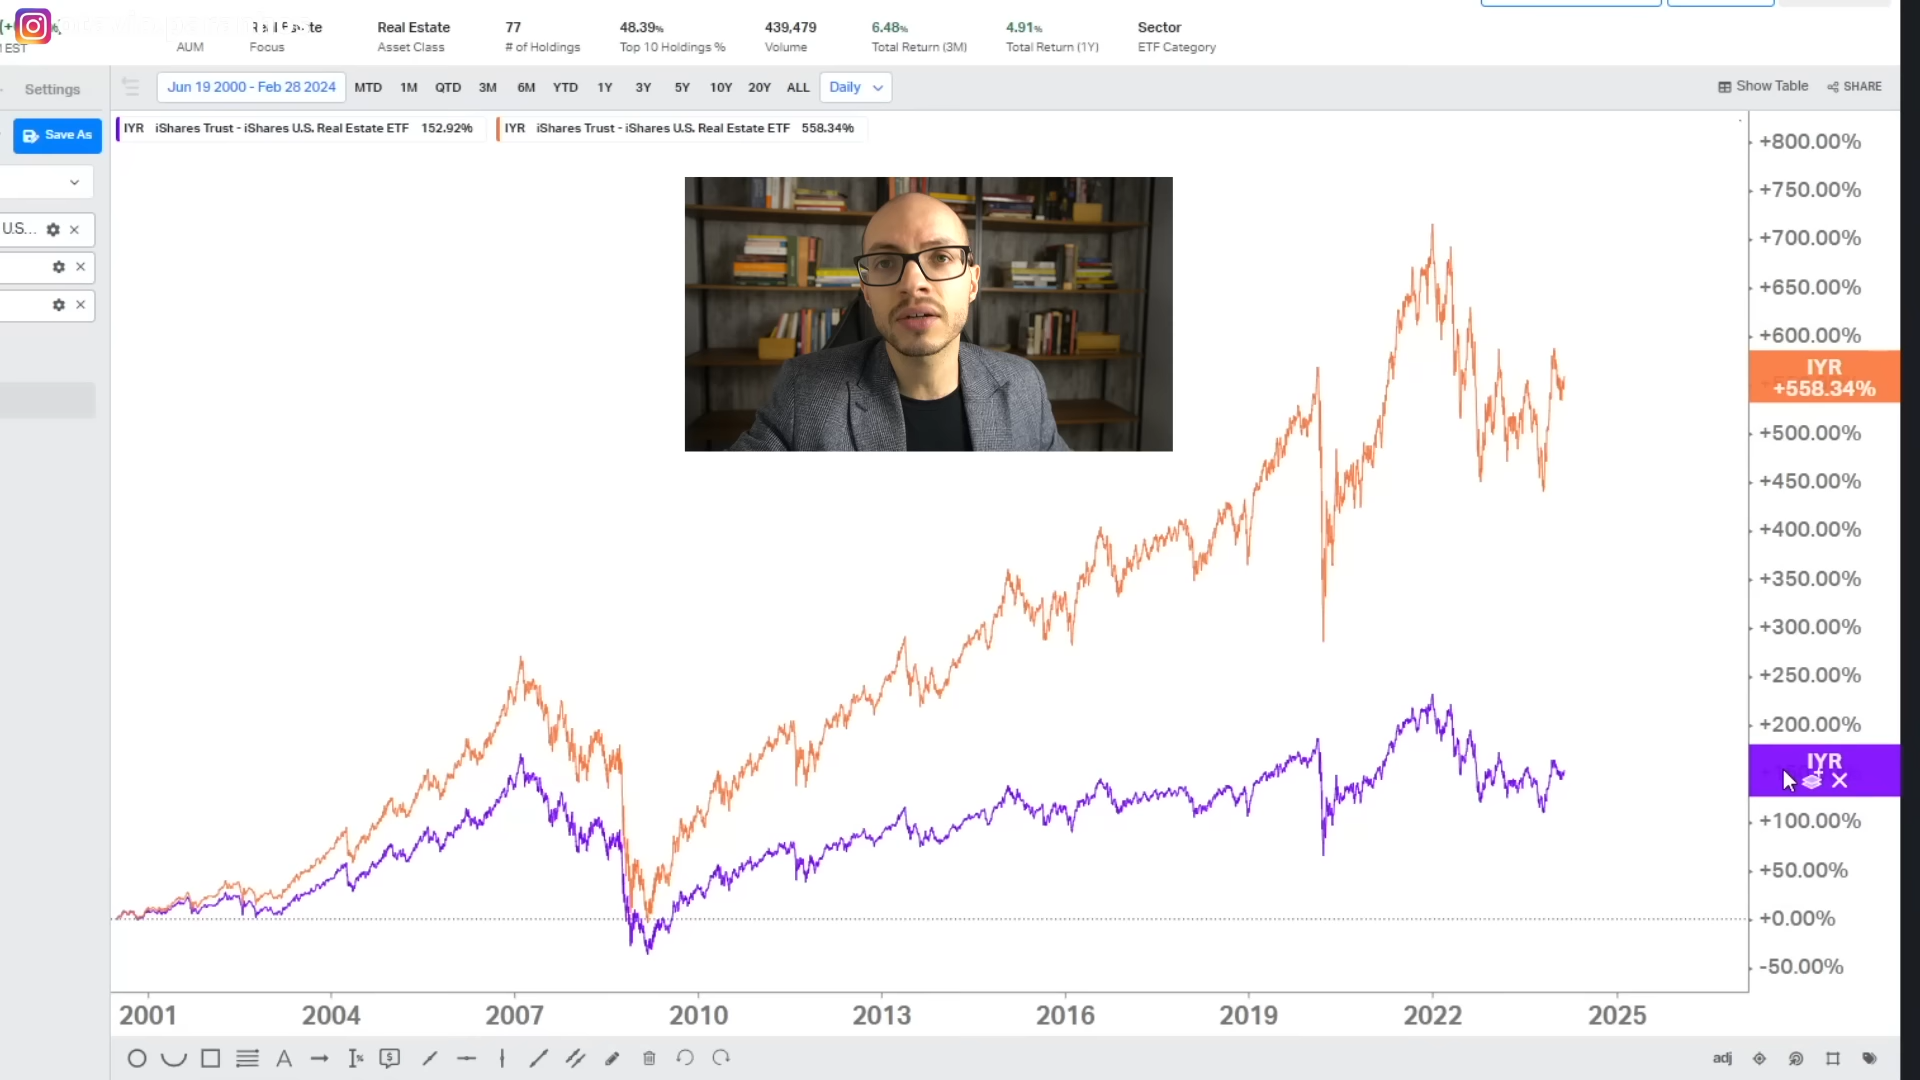 EST
AUM
Focus
Real Estate
Asset Class
77
# of Holdings
48.39%
Top 10 Holdings %
439,479
Volume
6.48%
Total Return (3M)
4.91%
Total Return (1Y)
Sector
ETF Category
Settings
Jun 19 2000 - Feb 28 2024
MTD 1M QTD 3M 6M YTD 1Y 3Y 5Y 10Y 20Y ALL
Daily
Show Table
SHARE
Save As
IYR iShares Trust - iShares U.S. Real Estate ETF 152.92%
IYR iShares Trust - iShares U.S. Real Estate ETF 558.34%
U.S...
+800.00%
+750.00%
+700.00%
+650.00%
+600.00%
IYR
+558.34%
+500.00%
+450.00%
+400.00%
+350.00%
+300.00%
+250.00%
+200.00%
IYR
+100.00%
+50.00%
+0.00%
-50.00%
2001 2004 2007 2010 2013 2016 2019 2022 2025
adj